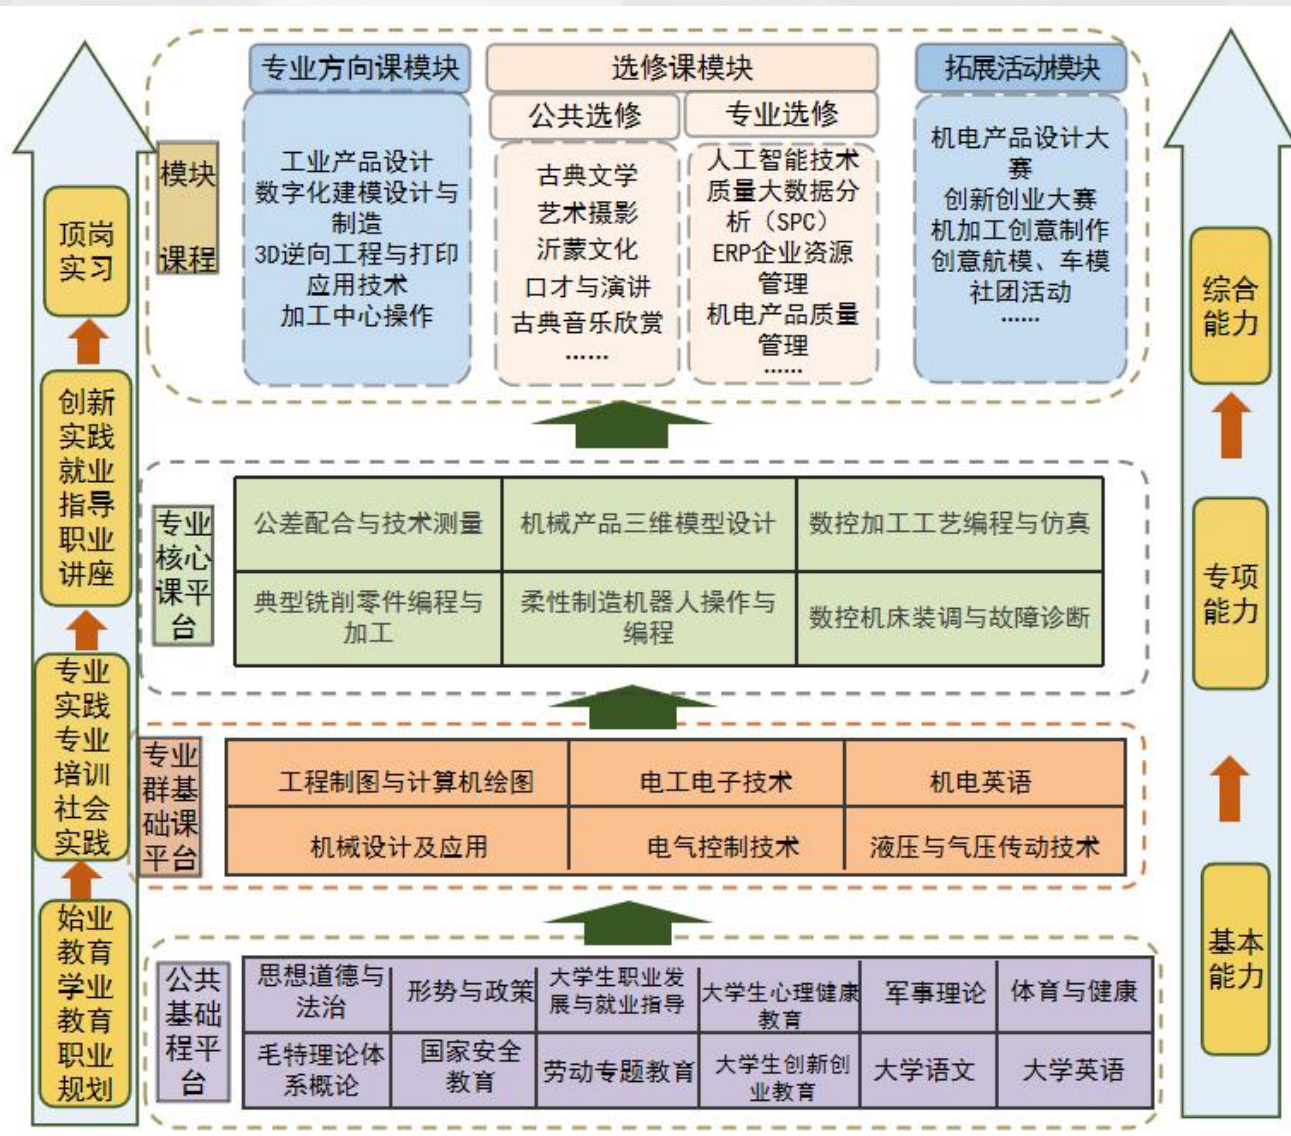 专业方向课模块
选修课模块
拓展活动模块
公共选修
专业选修
模块
课程
工业产品设计
数字化建模设计与
制造
3D逆向工程与打印
应用技术
加工中心操作
古典文学
艺术摄影
沂蒙文化
口才与演讲
古典音乐欣赏
……
人工智能技术
质量大数据分
析（SPC）
ERP企业资源
管理
机电产品质量
管理
……
机电产品设计大
赛
创新创业大赛
机加工创意制作
创意航模、车模
社团活动
……
专业
核心
课平
台
公差配合与技术测量
机械产品三维模型设计
数控加工工艺编程与仿真
典型铣削零件编程与
加工
柔性制造机器人操作与
编程
数控机床装调与故障诊断
专业
群基
础课
平台
工程制图与计算机绘图
电工电子技术
机电英语
机械设计及应用
电气控制技术
液压与气压传动技术
公共
基础
程平
台
思想道德与
法治
形势与政策
大学生职业发
展与就业指导
大学生心理健康
教育
军事理论
体育与健康
毛特理论体
系概论
国家安全
教育
劳动专题教育
大学生创新创
业教育
大学语文
大学英语
顶岗
实习
创新
实践
就业
指导
职业
讲座
专业
实践
专业
培训
社会
实践
始业
教育
学业
教育
职业
规划
综合
能力
专项
能力
基本
能力